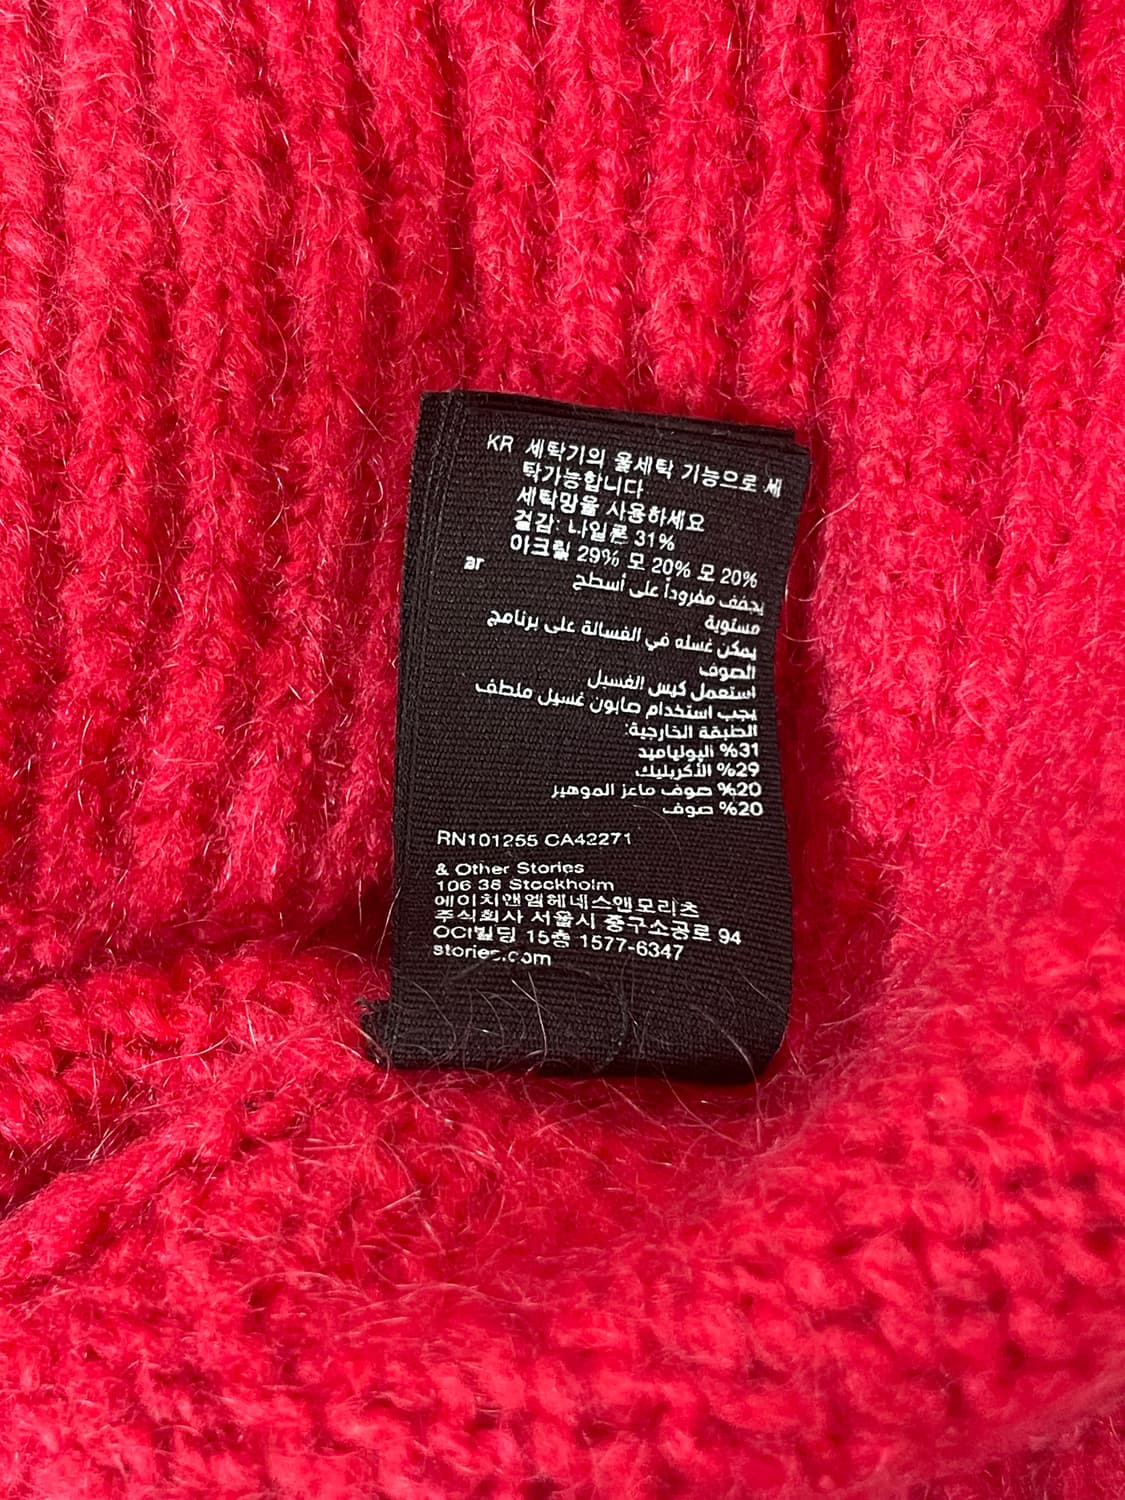 KR 세탁기의 울세탁 기능으로 세
탁가능합니다
세탁망을 사용하세요
겉감: 나일론 31%
아크릴 29% 모 20% 모 20%
ar
يجفف مفروداً على أسطح
مستوية
يمكن غسله في الغسالة على برنامج
الصوف
استعمل كيس الغسيل
يجب استخدام صابون غسيل ملطف
الطبقة الخارجية:
31% البولياميد
29% الأكريليك
20% صوف ماعز الموهير
20% صوف
RN101255 CA42271
& Other Stories
106 38 Stockholm
에이치앤엠헤네스앤모리츠
주식회사 서울시 중구소공로 94
OCI빌딩 15층 1577-6347
stories.com